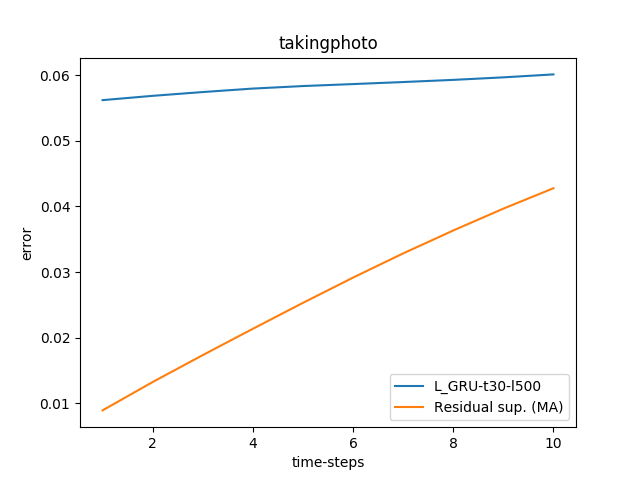 takingphoto
error
0.06
0.05
0.04
0.03
0.02
0.01
L_GRU-t30-l500
Residual sup. (MA)
2 4 6 8 10
time-steps